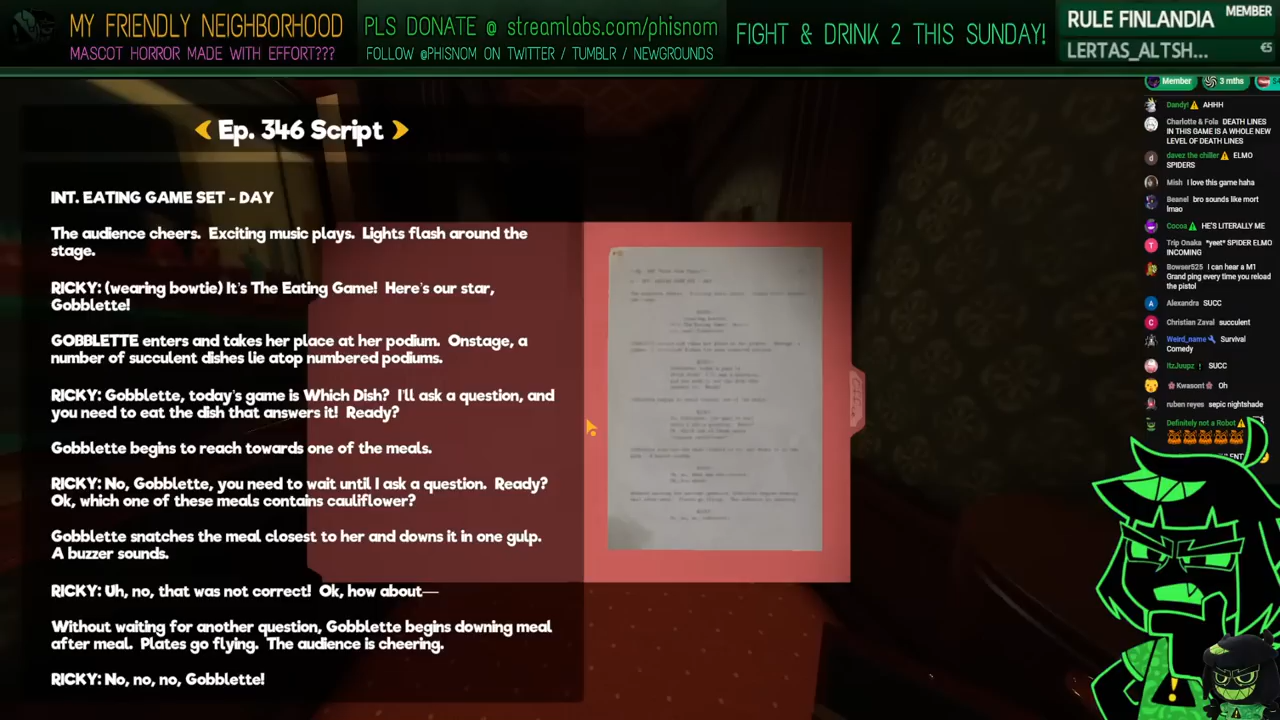 MY FRIENDLY NEIGHBORHOOD
MASCOT HORROR MADE WITH EFFORT???
PLS DONATE @ streamlabs.com/phisnom
FOLLOW @PHISNOM ON TWITTER / TUMBLR / NEWGROUNDS
FIGHT & DRINK 2 THIS SUNDAY!
RULE FINLANDIA MEMBER
LERTAS_ALTSH... €5
Ep. 346 Script
INT. EATING GAME SET - DAY
The audience cheers. Exciting music plays. Lights flash around the
stage.
RICKY: (wearing bowtie) It's The Eating Game! Here's our star,
Gobblette!
GOBBLETTE enters and takes her place at her podium. Onstage, a
number of succulent dishes lie atop numbered podiums.
RICKY: Gobblette, today's game is Which Dish? I'll ask a question, and
you need to eat the dish that answers it! Ready?
Gobblette begins to reach towards one of the meals.
RICKY: No, Gobblette, you need to wait until I ask a question. Ready?
Ok, which one of these meals contains cauliflower?
Gobblette snatches the meal closest to her and downs it in one gulp.
A buzzer sounds.
RICKY: Uh, no, that was not correct! Ok, how about—
Without waiting for another question, Gobblette begins downing meal
after meal. Plates go flying. The audience is cheering.
RICKY: No, no, no, Gobblette!
Member 3 mths
Dandy! AHHH
Charlotte & Fola DEATH LINES
IN THIS GAME IS A WHOLE NEW
LEVEL OF DEATH LINES
davez the chiller ELMO
SPIDERS
Mish I love this game haha
Beanel bro sounds like mort
lmao
Cocoa HE'S LITERALLY ME
Trip Onaka *yeet* SPIDER ELMO
INCOMING
Bowser525 I can hear a M1
Grand ping every time you reload
the pistol
Alexandra SUCC
Christian Zaval succulent
Weird_name Survival
Comedy
ItzJuupz SUCC
Kwasont Oh
ruben reyes sepic nightshade
Definitely not a Robot